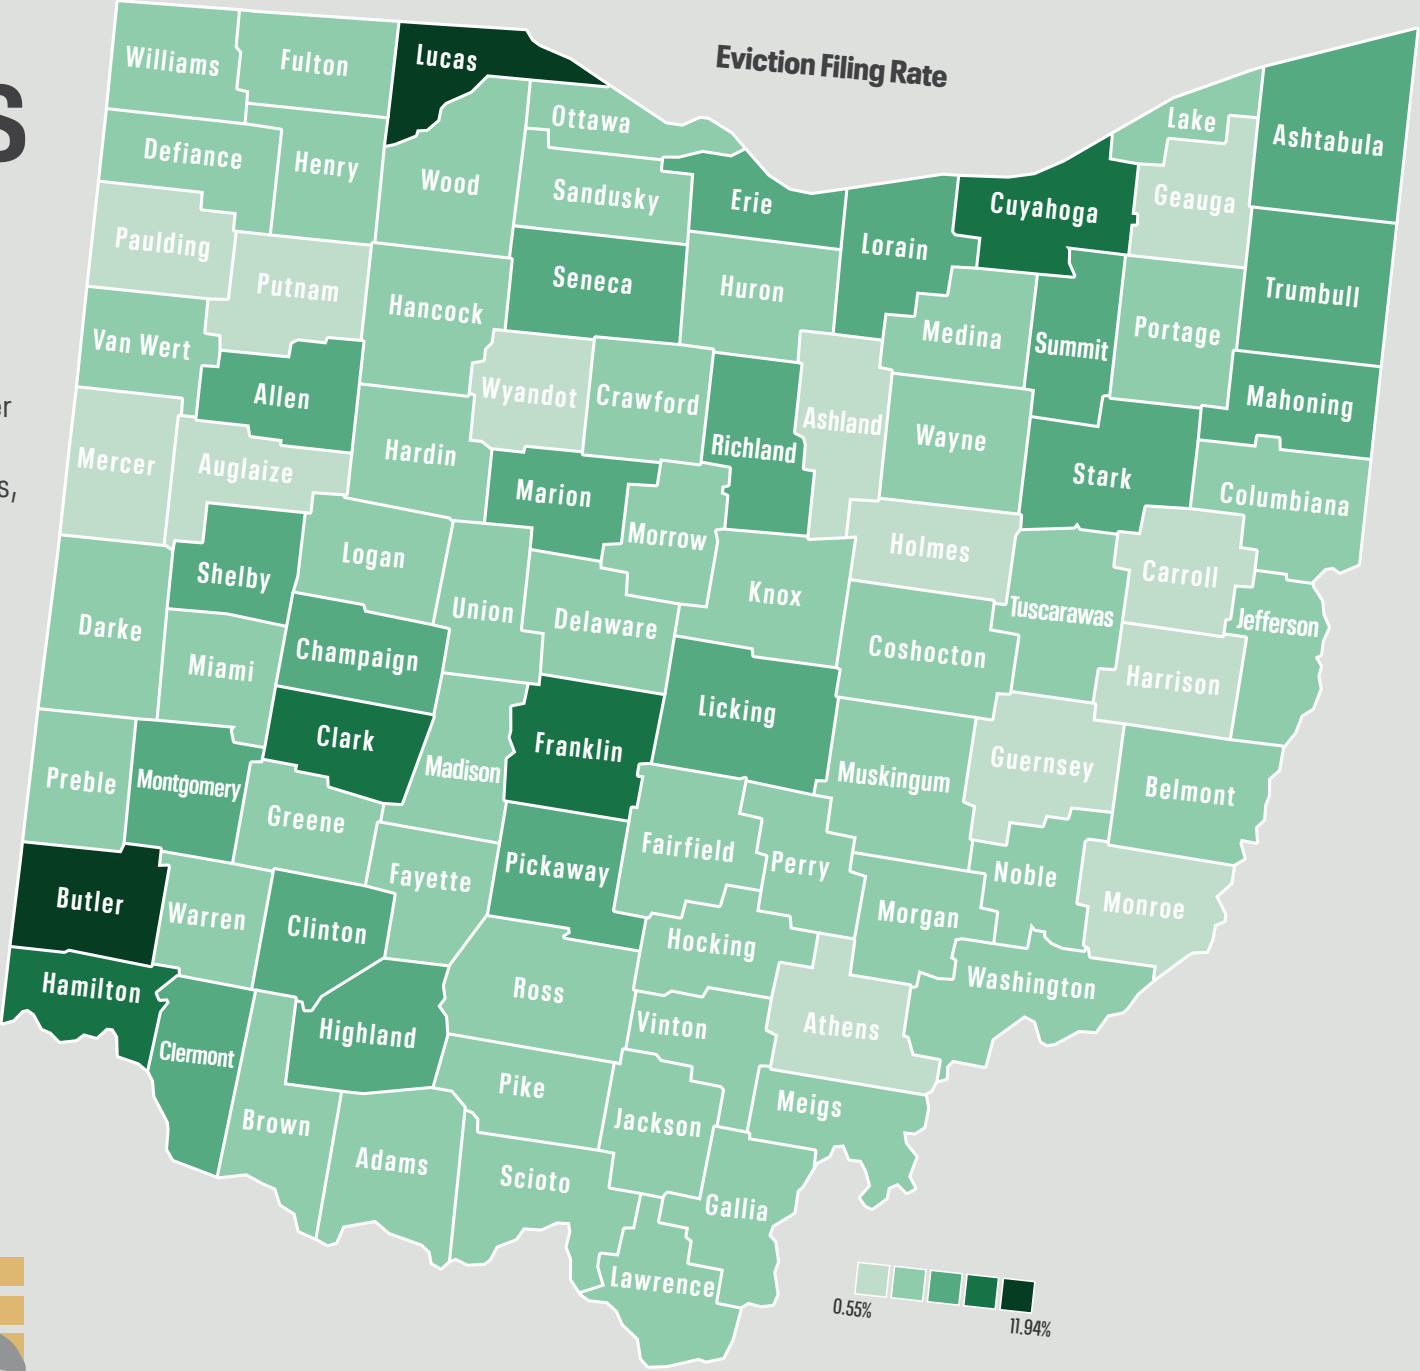 S
er
s,
Eviction Filing Rate
Williams
Fulton
Lucas
Ottawa
Lake
Ashtabula
Defiance
Henry
Wood
Sandusky
Erie
Cuyahoga
Geauga
Paulding
Putnam
Hancock
Seneca
Huron
Lorain
Medina
Summit
Portage
Trumbull
Van Wert
Allen
Wyandot
Crawford
Richland
Ashland
Wayne
Stark
Mahoning
Mercer
Auglaize
Hardin
Marion
Morrow
Columbiana
Shelby
Logan
Union
Delaware
Knox
Holmes
Tuscarawas
Carroll
Jefferson
Darke
Miami
Champaign
Licking
Coshocton
Harrison
Preble
Montgomery
Clark
Madison
Franklin
Muskingum
Guernsey
Belmont
Greene
Fayette
Pickaway
Fairfield
Perry
Noble
Monroe
Butler
Warren
Clinton
Hocking
Morgan
Washington
Hamilton
Clermont
Highland
Ross
Vinton
Athens
Brown
Adams
Pike
Jackson
Meigs
Scioto
Gallia
Lawrence
0.55%
11.94%